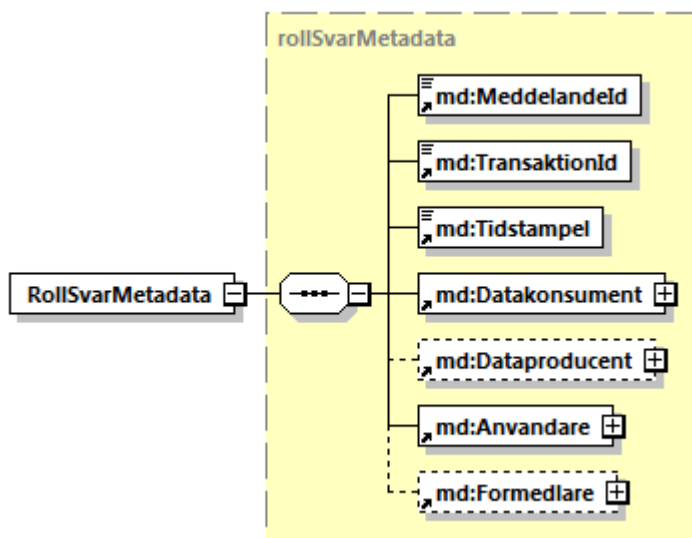 rollSvarMetadata
md:MeddelandeId
md:TransaktionId
md:Tidstampel
RollSvarMetadata
md:Datakonsument
md:Dataproducent
md:Anvandare
md:Formedlare